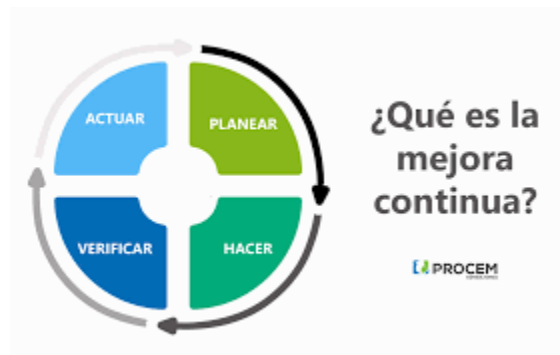 ACTUAR
PLANEAR
VERIFICAR
HACER
¿Qué es la
mejora
continua?
PROCEM